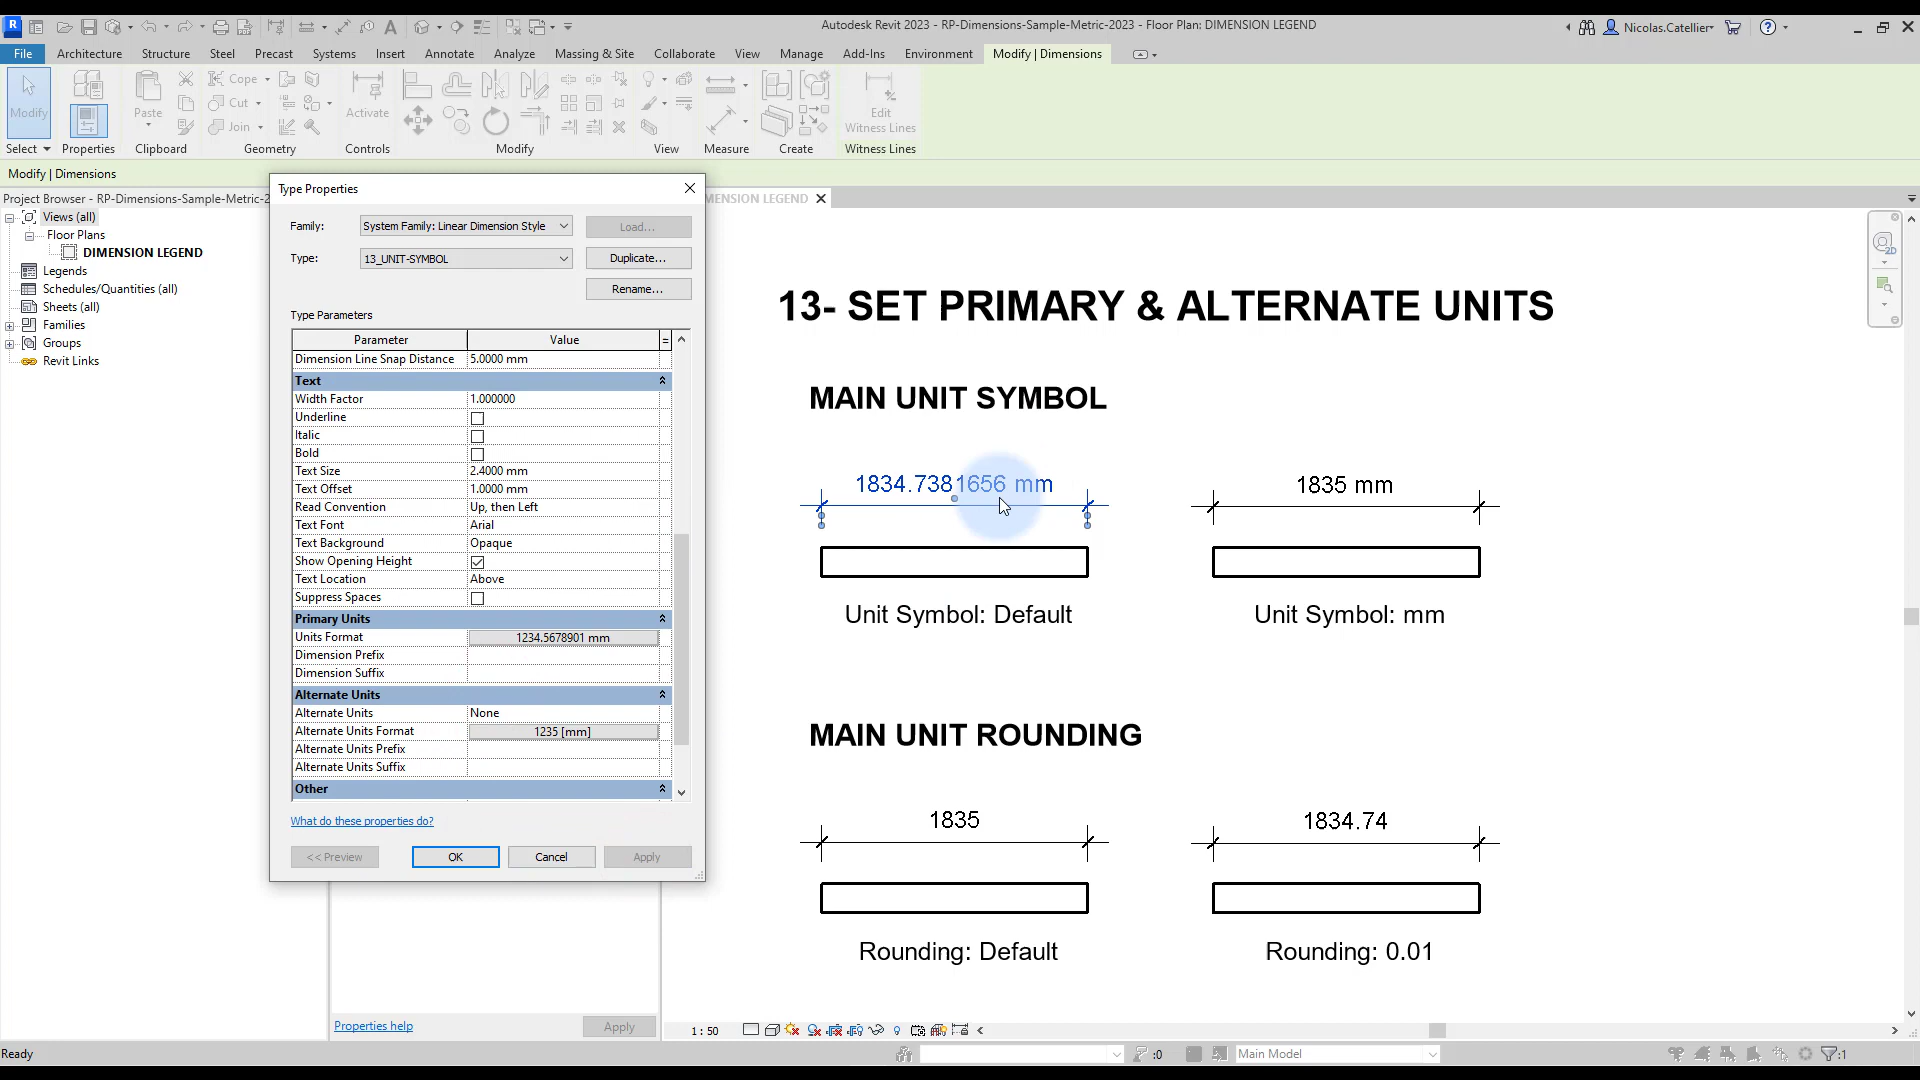 Autodesk Revit 2023 - RP-Dimensions-Sample-Metric-2023 - Floor Plan: DIMENSION LEGEND
Nicolas.Catellier
File Architecture Structure Steel Precast Systems Insert Annotate Analyze Massing & Site Collaborate View Manage Add-Ins Environment Modify | Dimensions
Modify
Paste
Cope
Cut
Join
Activate
Edit
Witness Lines
Select Properties Clipboard Geometry Controls Modify View Measure Create Witness Lines
Modify | Dimensions
Project Browser - RP-Dimensions-Sample-Metric-2
Views (all)
Floor Plans
DIMENSION LEGEND
Legends
Schedules/Quantities (all)
Sheets (all)
Families
Groups
Revit Links
MENSION LEGEND
Type Properties
Family: System Family: Linear Dimension Style Load...
Type: 13_UNIT-SYMBOL Duplicate...
Rename...
Type Parameters
Parameter Value =
Dimension Line Snap Distance 5.0000 mm
Text
Width Factor 1.000000
Underline
Italic
Bold
Text Size 2.4000 mm
Text Offset 1.0000 mm
Read Convention Up, then Left
Text Font Arial
Text Background Opaque
Show Opening Height
Text Location Above
Suppress Spaces
Primary Units
Units Format 1234.5678901 mm
Dimension Prefix
Dimension Suffix
Alternate Units
Alternate Units None
Alternate Units Format 1235 [mm]
Alternate Units Prefix
Alternate Units Suffix
Other
What do these properties do?
<< Preview OK Cancel Apply
Properties help Apply
13- SET PRIMARY & ALTERNATE UNITS
MAIN UNIT SYMBOL
1834.7381656 mm 1835 mm
Unit Symbol: Default Unit Symbol: mm
MAIN UNIT ROUNDING
1835 1834.74
Rounding: Default Rounding: 0.01
1 : 50
Ready
:0
Main Model
:1